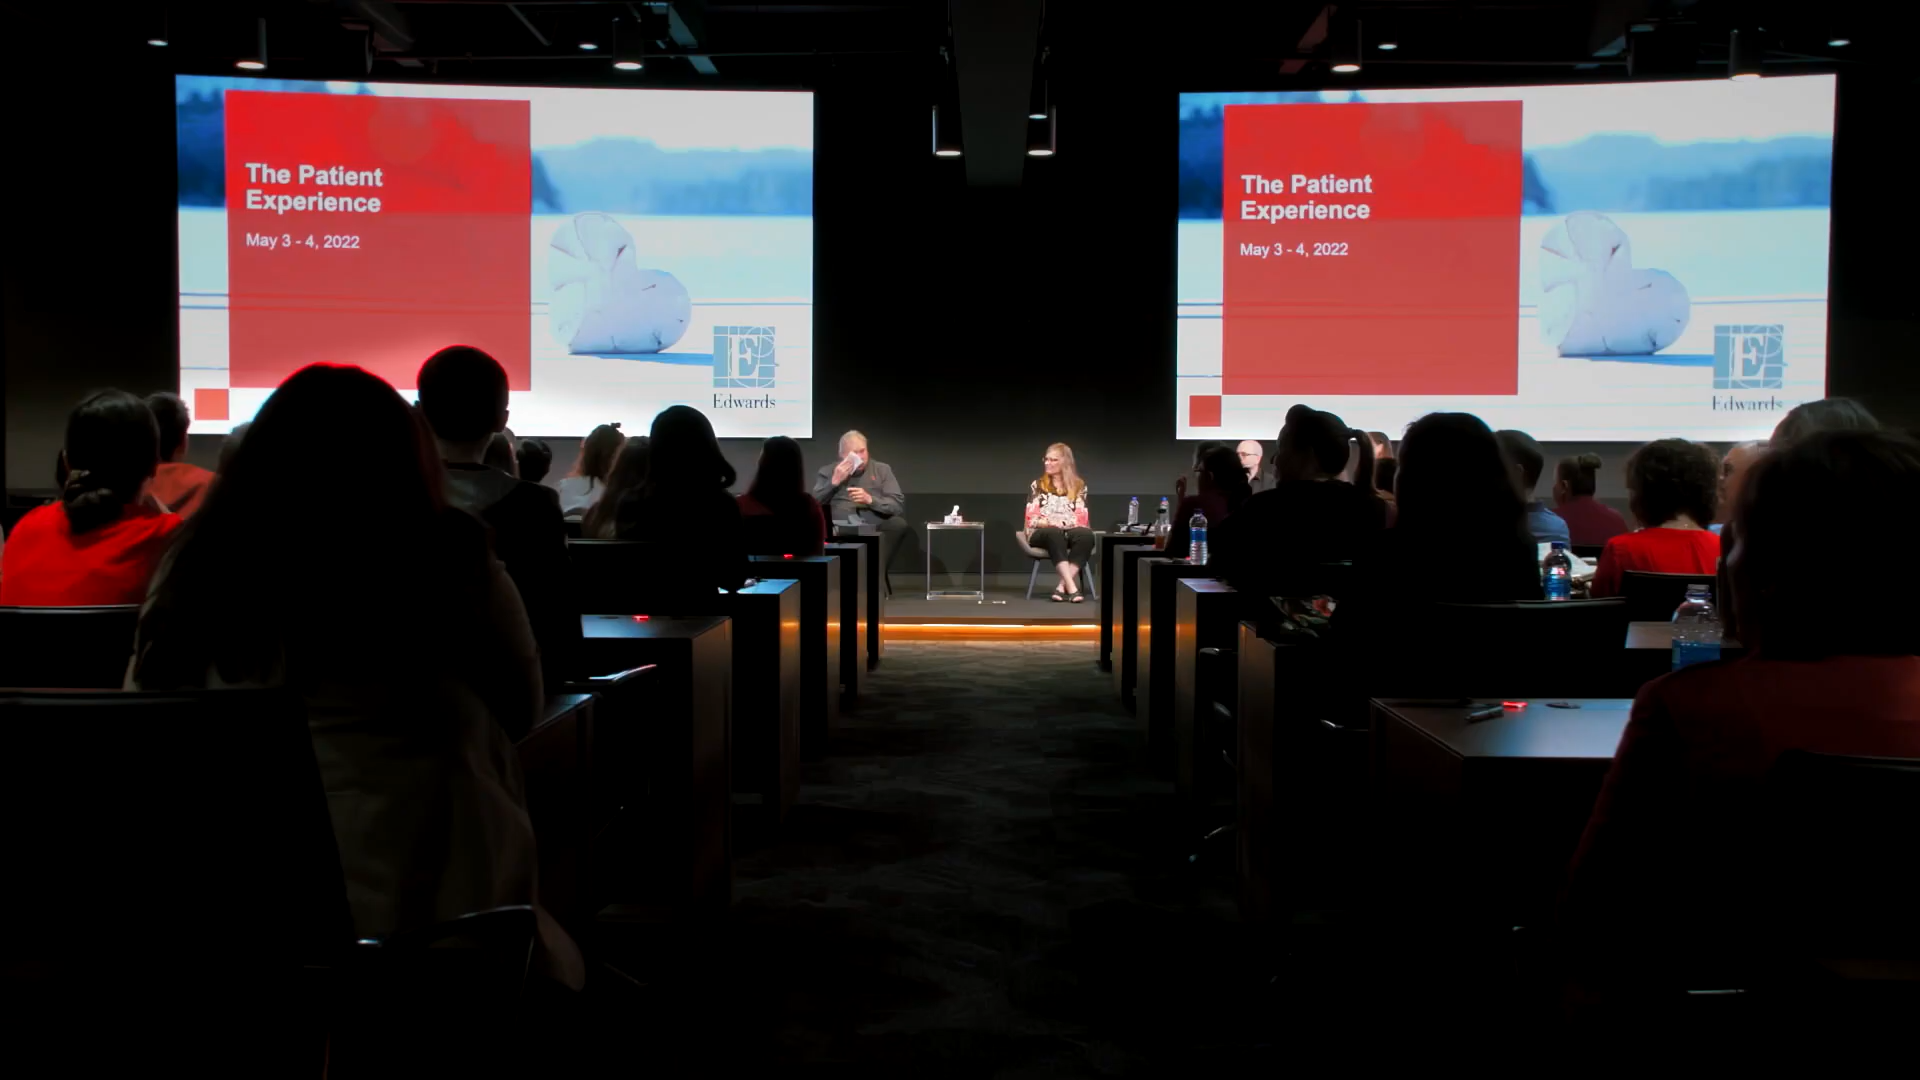 The Patient
Experience
May 3 - 4, 2022
E
Edwards
The Patient
Experience
May 3 - 4, 2022
E
Edwards